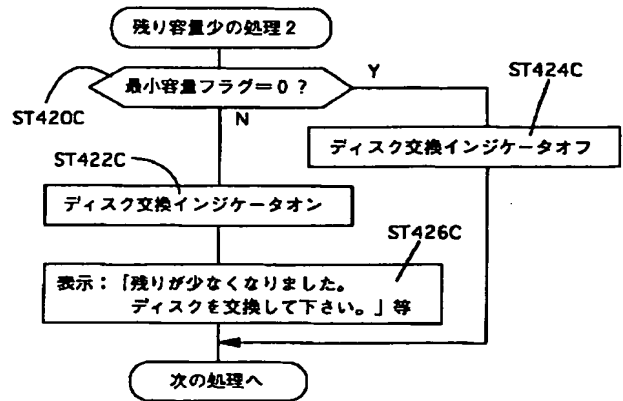 残り容量少の処理2
最小容量フラグ=0?
Y
N
ST420C
ST424C
ディスク交換インジケータオフ
ST422C
ディスク交換インジケータオン
ST426C
表示:「残りが少なくなりました。
ディスクを交換して下さい。」等
次の処理へ